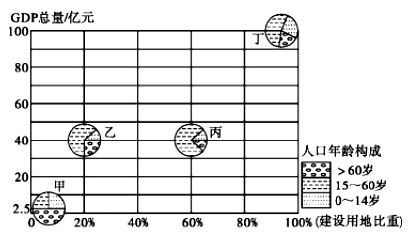 GDP总量/亿元
丁
100
80
60
乙
丙
40
人口年龄构成
>60岁
20
甲
15～60岁
2.5
0～14岁
0
20%
40%
60%
80%
100%
(建设用地比重)